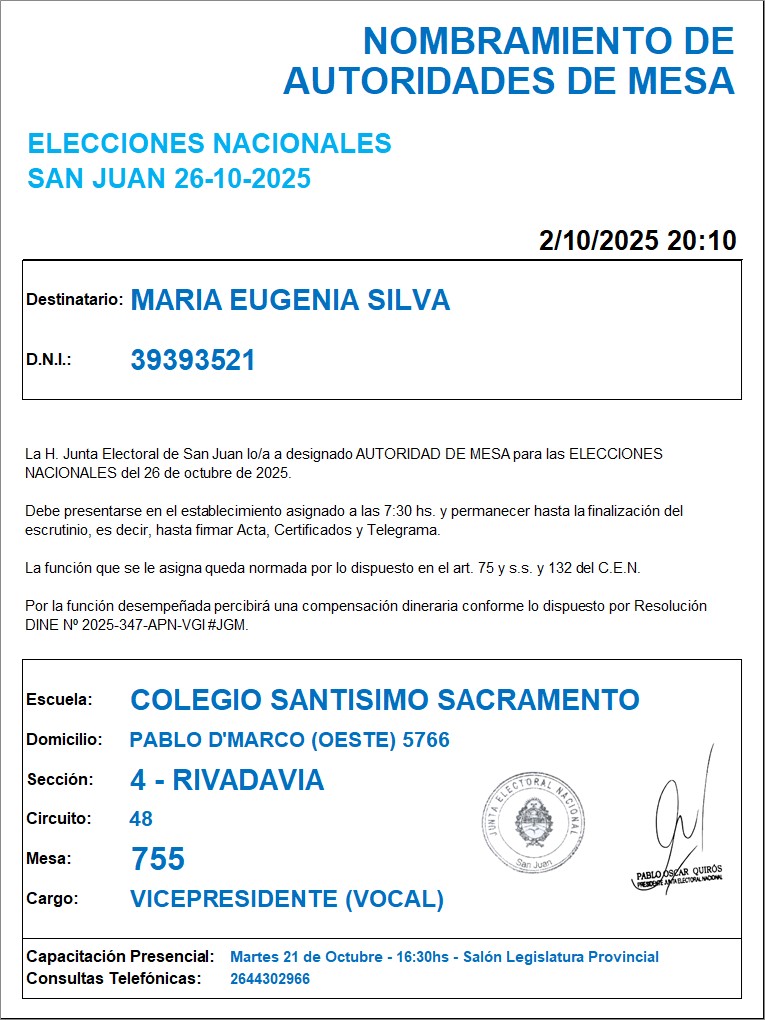 NOMBRAMIENTO DE
AUTORIDADES DE MESA
ELECCIONES NACIONALES
SAN JUAN 26-10-2025
2/10/2025 20:10
Destinatario: MARIA EUGENIA SILVA
D.N.I.: 39393521
La H. Junta Electoral de San Juan lo/a a designado AUTORIDAD DE MESA para las ELECCIONES
NACIONALES del 26 de octubre de 2025.
Debe presentarse en el establecimiento asignado a las 7:30 hs. y permanecer hasta la finalización del
escrutinio, es decir, hasta firmar Acta, Certificados y Telegrama.
La función que se le asigna queda normada por lo dispuesto en el art. 75 y s.s. y 132 del C.E.N.
Por la función desempeñada percibirá una compensación dineraria conforme lo dispuesto por Resolución
DINE Nº 2025-347-APN-VGI#JGM.
Escuela: COLEGIO SANTISIMO SACRAMENTO
Domicilio: PABLO D'MARCO (OESTE) 5766
Sección: 4 - RIVADAVIA
Circuito: 48
Mesa: 755
Cargo: VICEPRESIDENTE (VOCAL)
JUNTA ELECTORAL NACIONAL
San Juan
PABLO OSCAR QUIRÓS
PRESIDENTE JUNTA ELECTORAL NACIONAL
Capacitación Presencial: Martes 21 de Octubre - 16:30hs - Salón Legislatura Provincial
Consultas Telefónicas: 2644302966